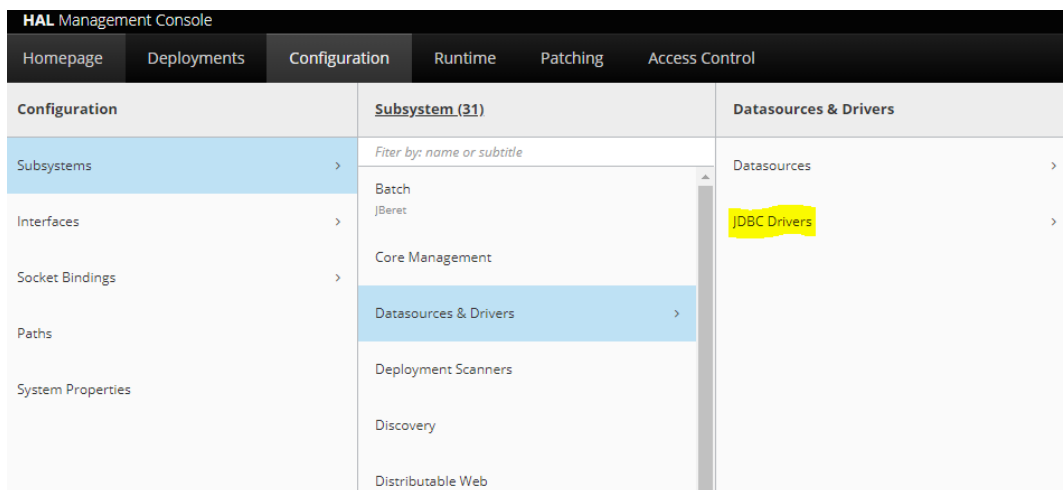 HAL Management Console
Homepage Deployments Configuration Runtime Patching Access Control
Configuration
Subsystems
Interfaces
Socket Bindings
Paths
System Properties
Subsystem (31)
Fiter by: name or subtitle
Batch
JBeret
Core Management
Datasources & Drivers
Deployment Scanners
Discovery
Distributable Web
Datasources & Drivers
Datasources
JDBC Drivers